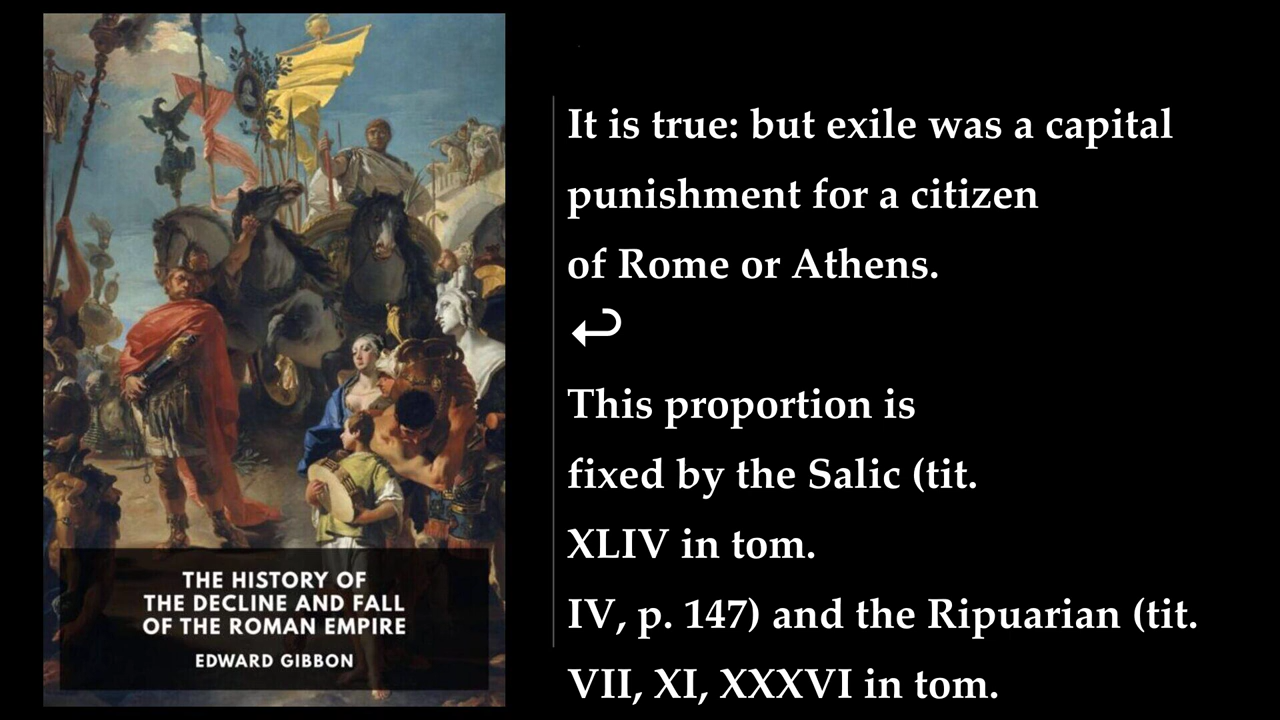 THE HISTORY OF
THE DECLINE AND FALL
OF THE ROMAN EMPIRE
EDWARD GIBBON
It is true: but exile was a capital
punishment for a citizen
of Rome or Athens.
↩
This proportion is
fixed by the Salic (tit.
XLIV in tom.
IV, p. 147) and the Ripuarian (tit.
VII, XI, XXXVI in tom.